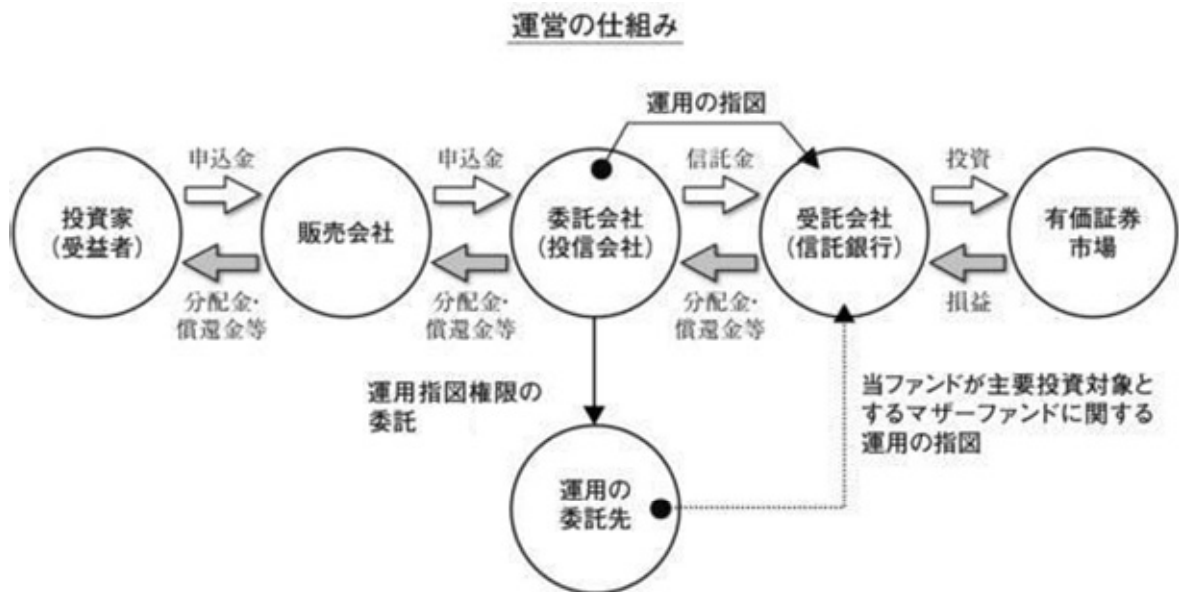 運営の仕組み
運用の指図
申込金
申込金
信託金
投資
投資家
(受益者)
販売会社
委託会社
(投信会社)
受託会社
(信託銀行)
有価証券
市場
分配金・
償還金等
分配金・
償還金等
分配金・
償還金等
損益
運用指図権限の
委託
当ファンドが主要投資対象と
するマザーファンドに関する
運用の指図
運用の
委託先